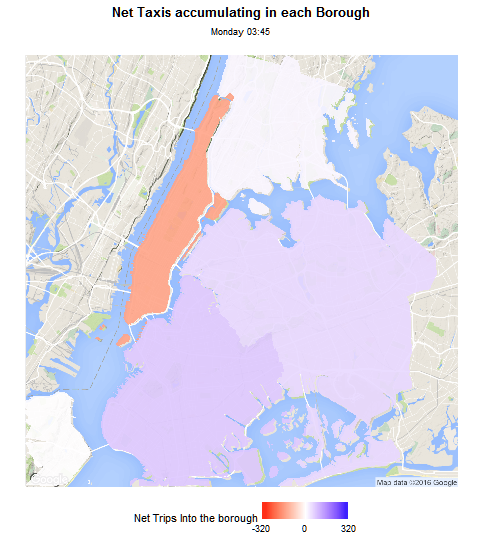 Net Taxis accumulating in each Borough
Monday 03:45
Map data ©2016 Google
Net Trips Into the borough
-320 0 320